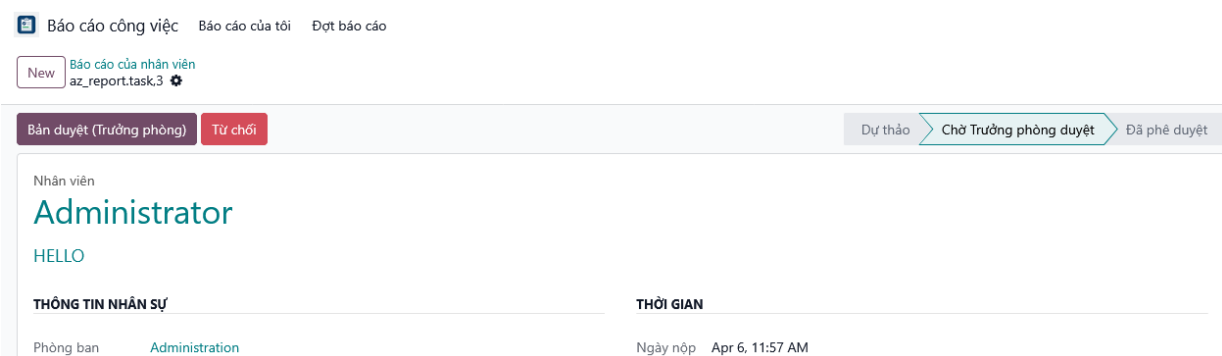 Báo cáo công việc Báo cáo của tôi Đợt báo cáo
New Báo cáo của nhân viên
az_report.task,3
Bản duyệt (Trưởng phòng) Từ chối Dự thảo Chờ Trưởng phòng duyệt Đã phê duyệt
Nhân viên
Administrator
HELLO
THÔNG TIN NHÂN SỰ THỜI GIAN
Phòng ban Administration Ngày nộp Apr 6, 11:57 AM